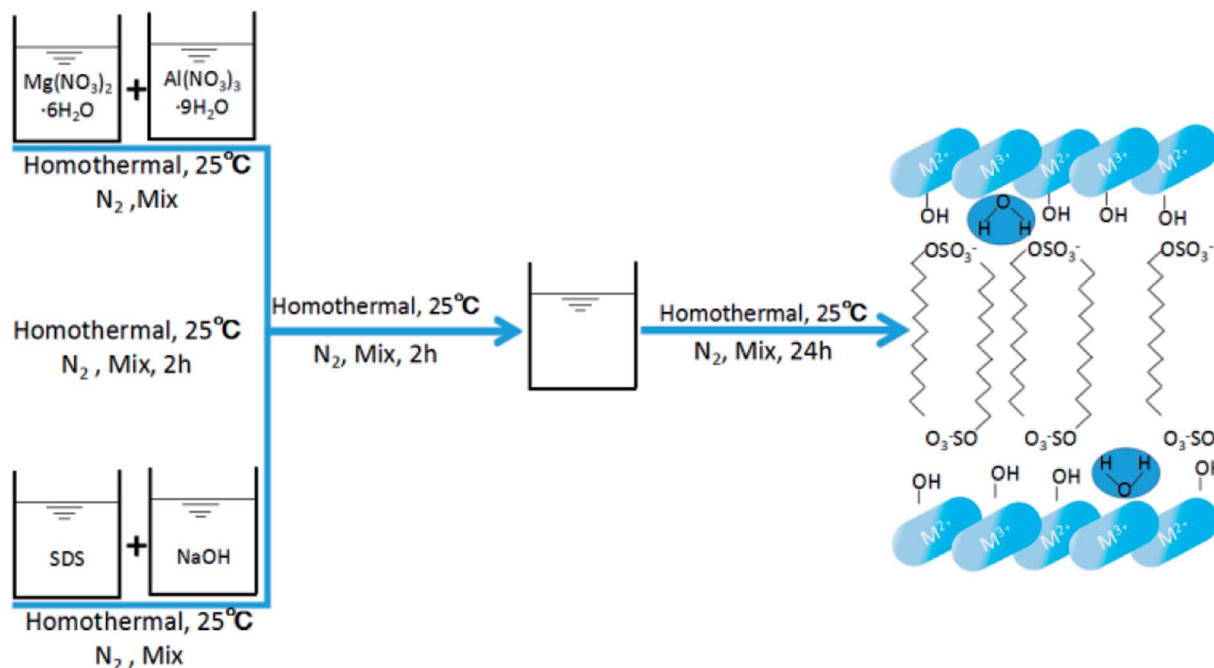 Mg(NO₃)₂
·6H₂O
+
Al(NO₃)₃
·9H₂O
Homothermal, 25℃
N₂ ,Mix
Homothermal, 25℃
N₂ , Mix, 2h
SDS
+
NaOH
Homothermal, 25℃
N₂ ,Mix
Homothermal, 25℃
N₂, Mix, 2h
Homothermal, 25℃
N₂, Mix, 24h
M²⁺ M³⁺ M²⁺ M³⁺ M²⁺
OH O OH OH OH
H H
OSO₃⁻ OSO₃⁻ OSO₃⁻
O₃⁻SO O₃⁻SO O₃⁻SO
H H
OH OH OH O OH
M²⁺ M³⁺ M²⁺ M³⁺ M²⁺